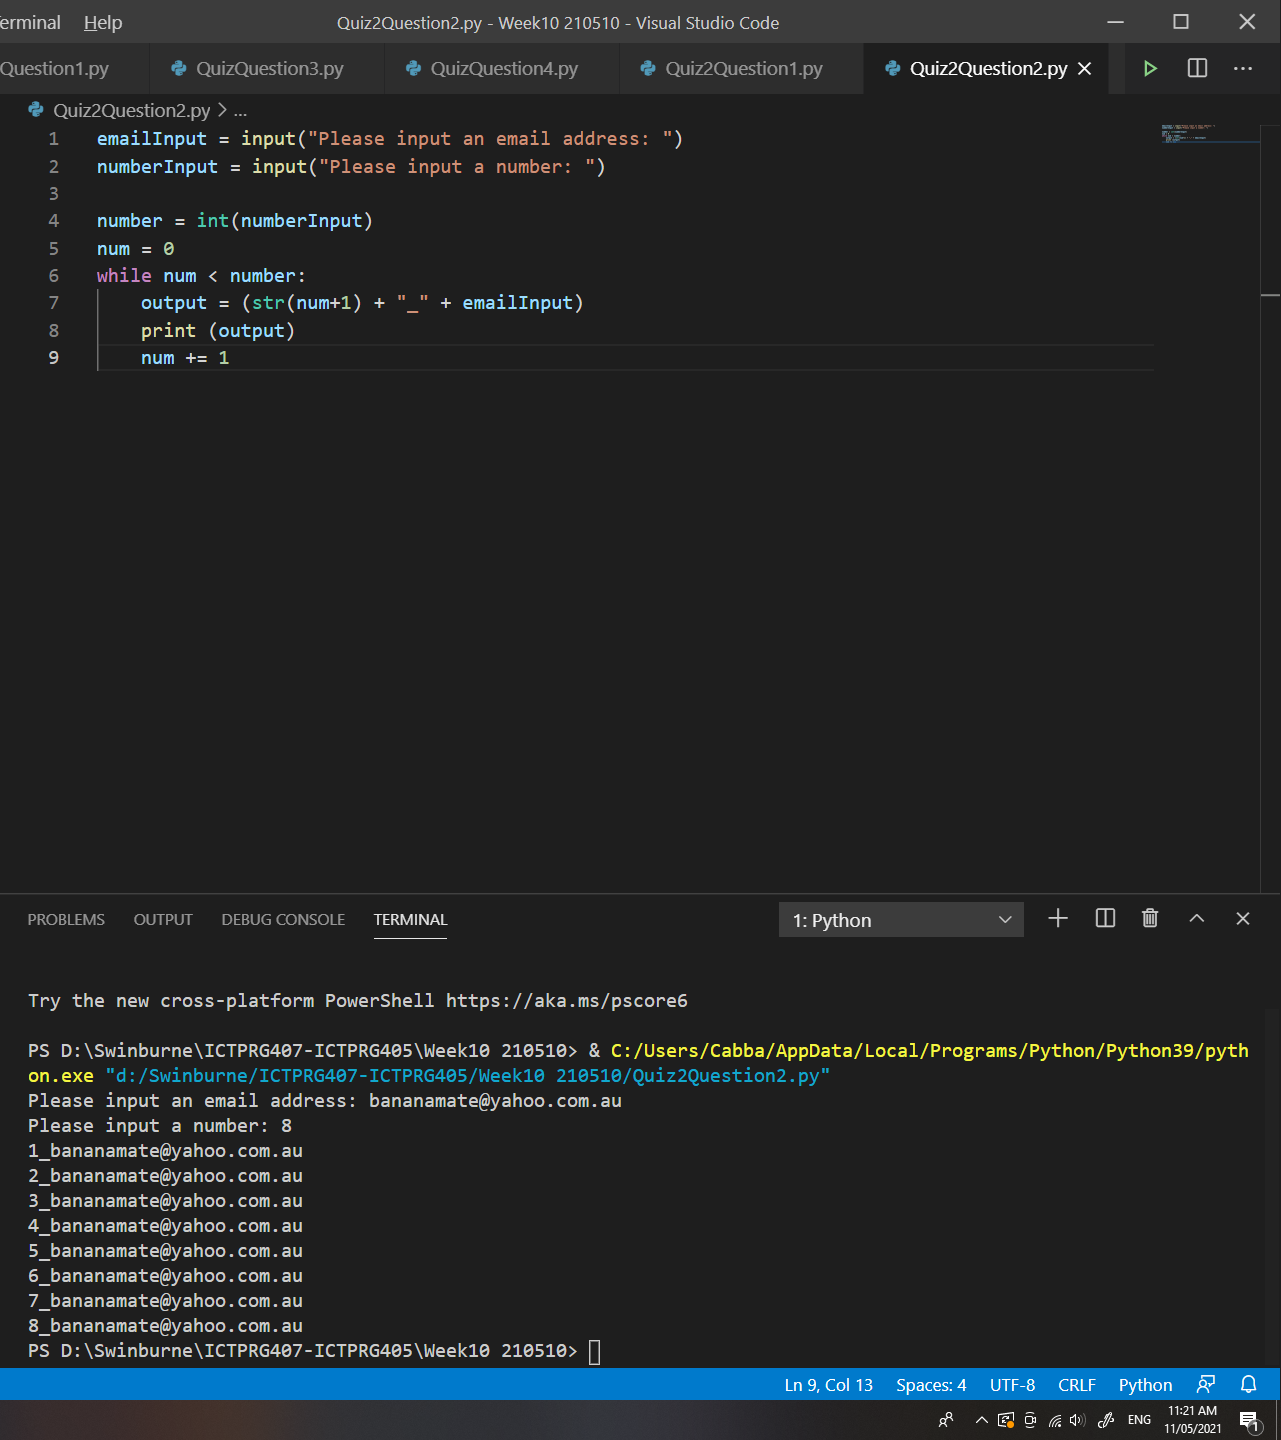 erminal Help Quiz2Question2.py - Week10 210510 - Visual Studio Code
Question1.py QuizQuestion3.py QuizQuestion4.py Quiz2Question1.py Quiz2Question2.py
Quiz2Question2.py > ...
1 emailInput = input("Please input an email address: ")
2 numberInput = input("Please input a number: ")
3
4 number = int(numberInput)
5 num = 0
6 while num < number:
7 output = (str(num+1) + "_" + emailInput)
8 print (output)
9 num += 1
PROBLEMS OUTPUT DEBUG CONSOLE TERMINAL 1: Python
Try the new cross-platform PowerShell https://aka.ms/pscore6
PS D:\Swinburne\ICTPRG407-ICTPRG405\Week10 210510> & C:/Users/Cabba/AppData/Local/Programs/Python/Python39/pyth
on.exe "d:/Swinburne/ICTPRG407-ICTPRG405/Week10 210510/Quiz2Question2.py"
Please input an email address: bananamate@yahoo.com.au
Please input a number: 8
1_bananamate@yahoo.com.au
2_bananamate@yahoo.com.au
3_bananamate@yahoo.com.au
4_bananamate@yahoo.com.au
5_bananamate@yahoo.com.au
6_bananamate@yahoo.com.au
7_bananamate@yahoo.com.au
8_bananamate@yahoo.com.au
PS D:\Swinburne\ICTPRG407-ICTPRG405\Week10 210510>
Ln 9, Col 13 Spaces: 4 UTF-8 CRLF Python
ENG 11:21 AM
11/05/2021 1